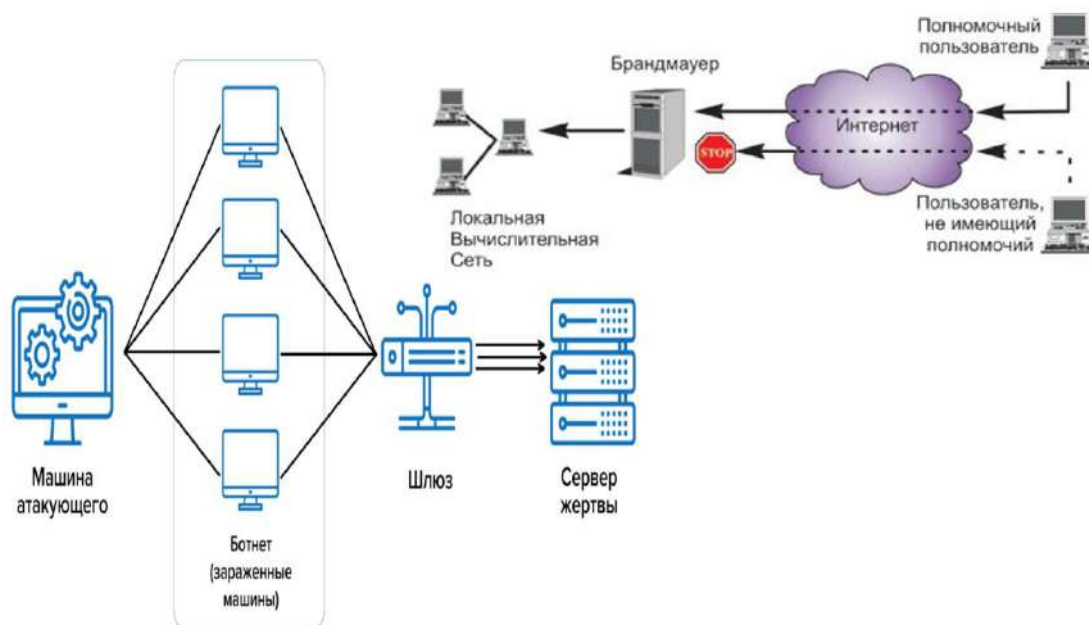 Полномочный
пользователь
Брандмауер
Интернет
STOP
Локальная
Вычислительная
Сеть
Пользователь,
не имеющий
полномочий
Машина
атакующего
Ботнет
(зараженные
машины)
Шлюз
Сервер
жертвы